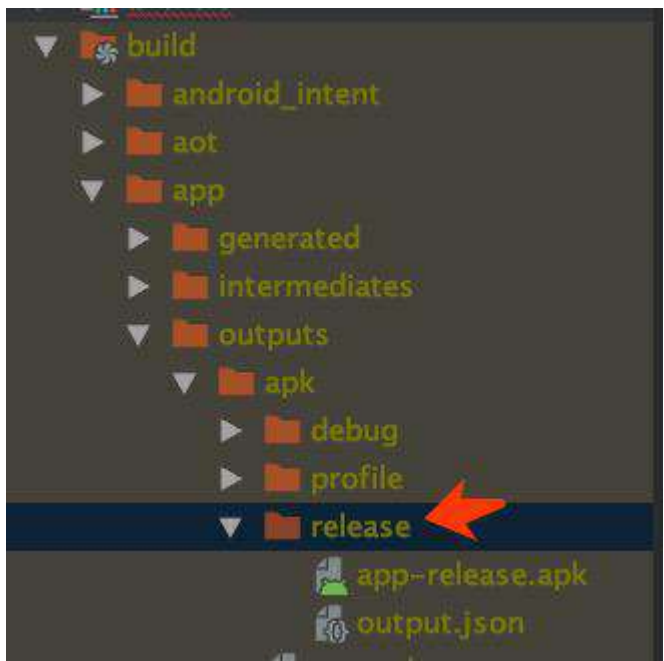 build
android_intent
aot
app
generated
intermediates
outputs
apk
debug
profile
release
app-release.apk
output.json